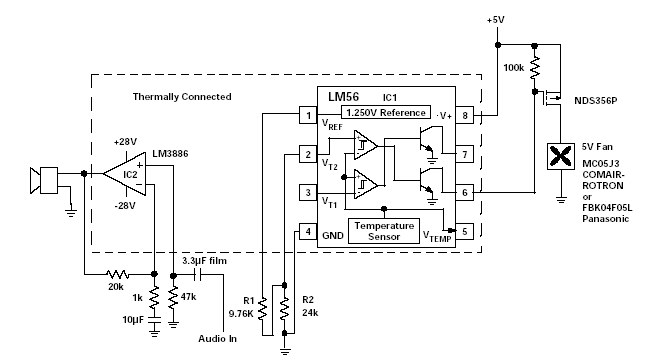 +5V
100k
LM56 IC1
Thermally Connected
1.250V Reference
NDS356P
1
VREF
·V+
8
+28V
LM3886
5V Fan
MC05J3
COMAIR-
ROTRON
or
FBK04F05L
Panasonic
+
IC2
−
-28V
2
VT2
+
−
7
3
VT1
+
−
6
4
GND
Temperature
Sensor
VTEMP
5
3.3µF film
20k
1k
47k
10µF
Audio In
R1
9.76K
R2
24k